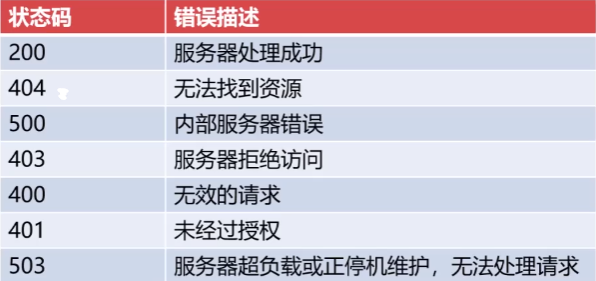 状态码 错误描述
200 服务器处理成功
404 无法找到资源
500 内部服务器错误
403 服务器拒绝访问
400 无效的请求
401 未经过授权
503 服务器超负载或正停机维护，无法处理请求